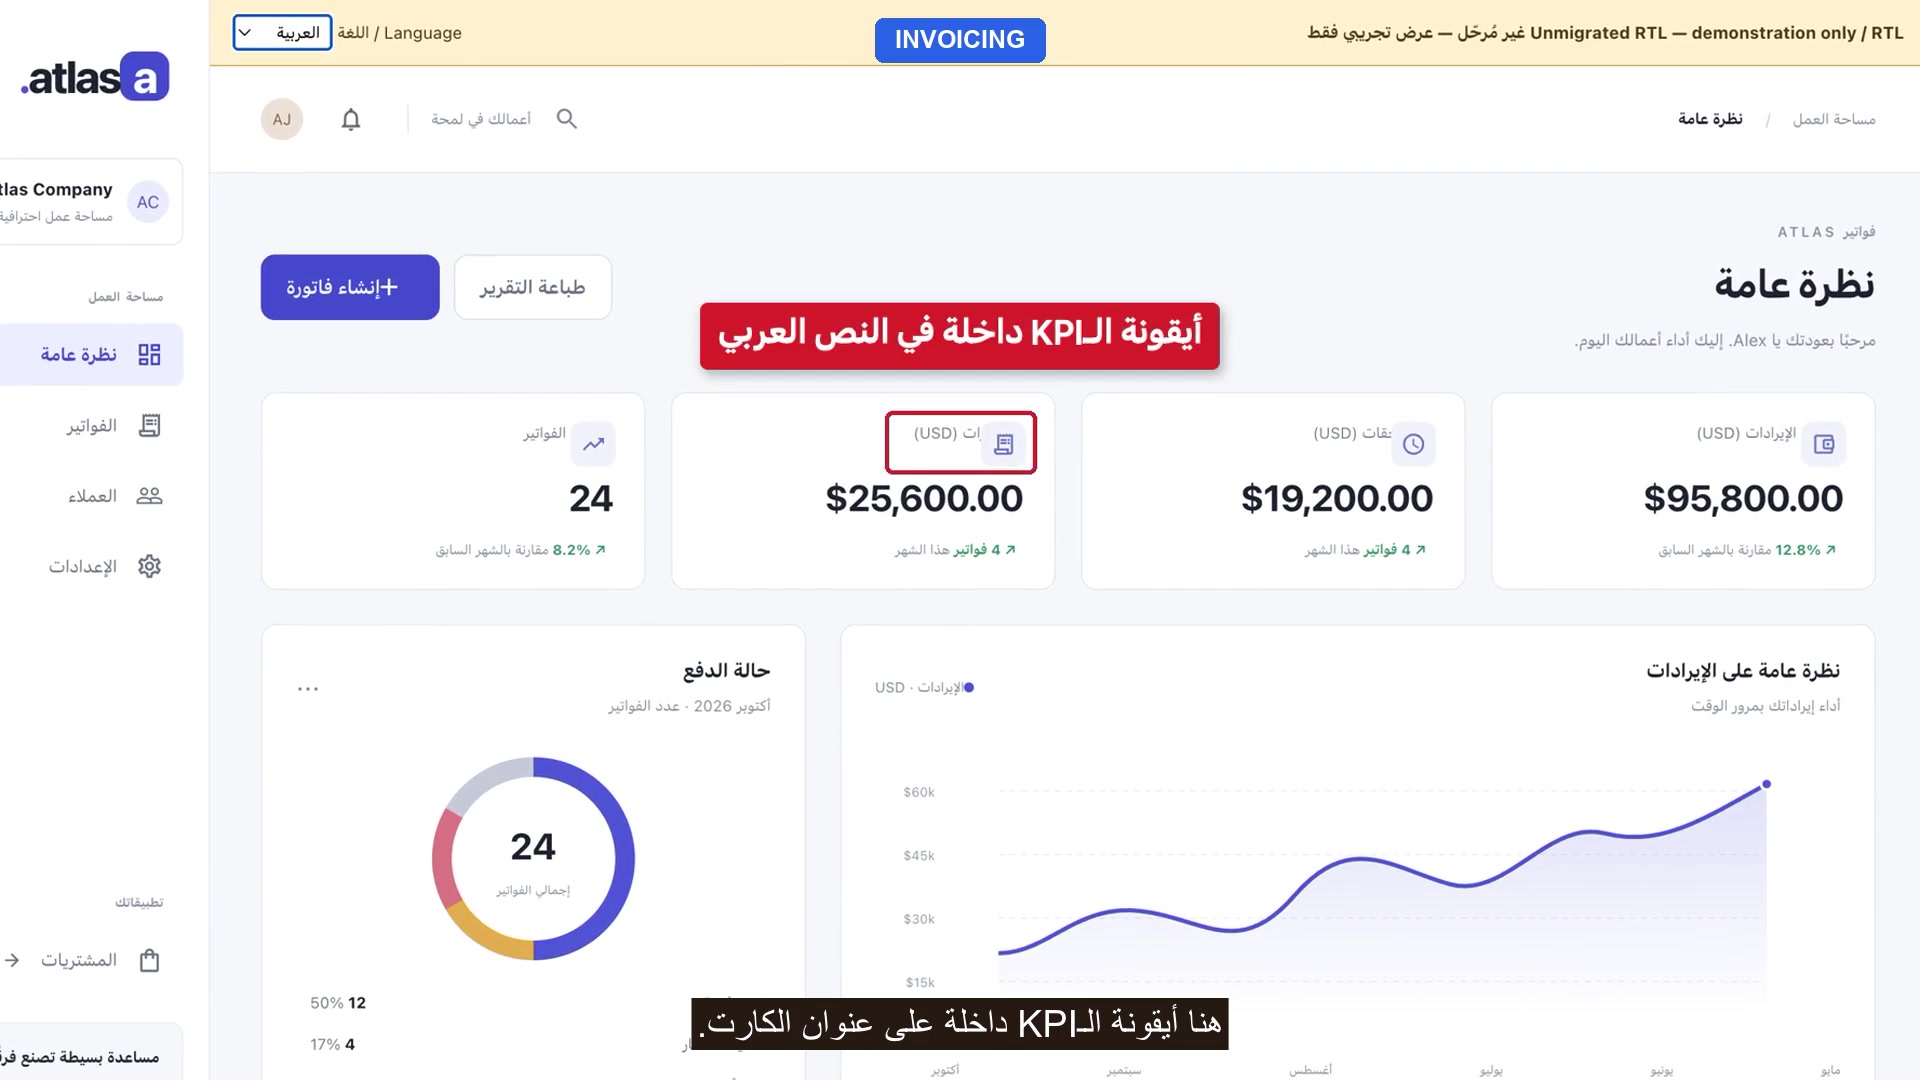 Unmigrated RTL — demonstration only / RTL غير مُرحّل — عرض تجريبي فقط
INVOICING
Language / اللغة
العربية
مساحة العمل / نظرة عامة
أعمالك في لمحة
AJ
atlas.
a
Atlas Company
مساحة عمل احترافية
AC
مساحة العمل
نظرة عامة
الفواتير
العملاء
الإعدادات
تطبيقاتك
المشتريات
مساعدة بسيطة تصنع
فواتير ATLAS
نظرة عامة
مرحبًا بعودتك يا Alex. إليك أداء أعمالك اليوم.
طباعة التقرير
إنشاء فاتورة
أيقونة الـKPI داخلة في النص العربي
الإيرادات (USD)
$95,800.00
12.8% مقارنة بالشهر السابق
(USD)
$19,200.00
4 فواتير هذا الشهر
(USD)
$25,600.00
4 فواتير هذا الشهر
الفواتير
24
8.2% مقارنة بالشهر السابق
نظرة عامة على الإيرادات
أداء إيراداتك بمرور الوقت
الإيرادات · USD
$60k
$45k
$30k
$15k
مايو
يونيو
يوليو
أغسطس
سبتمبر
أكتوبر
حالة الدفع
أكتوبر 2026 · عدد الفواتير
...
24
إجمالي الفواتير
12 50%
4 17%
هنا أيقونة الـKPI داخلة على عنوان الكارت.